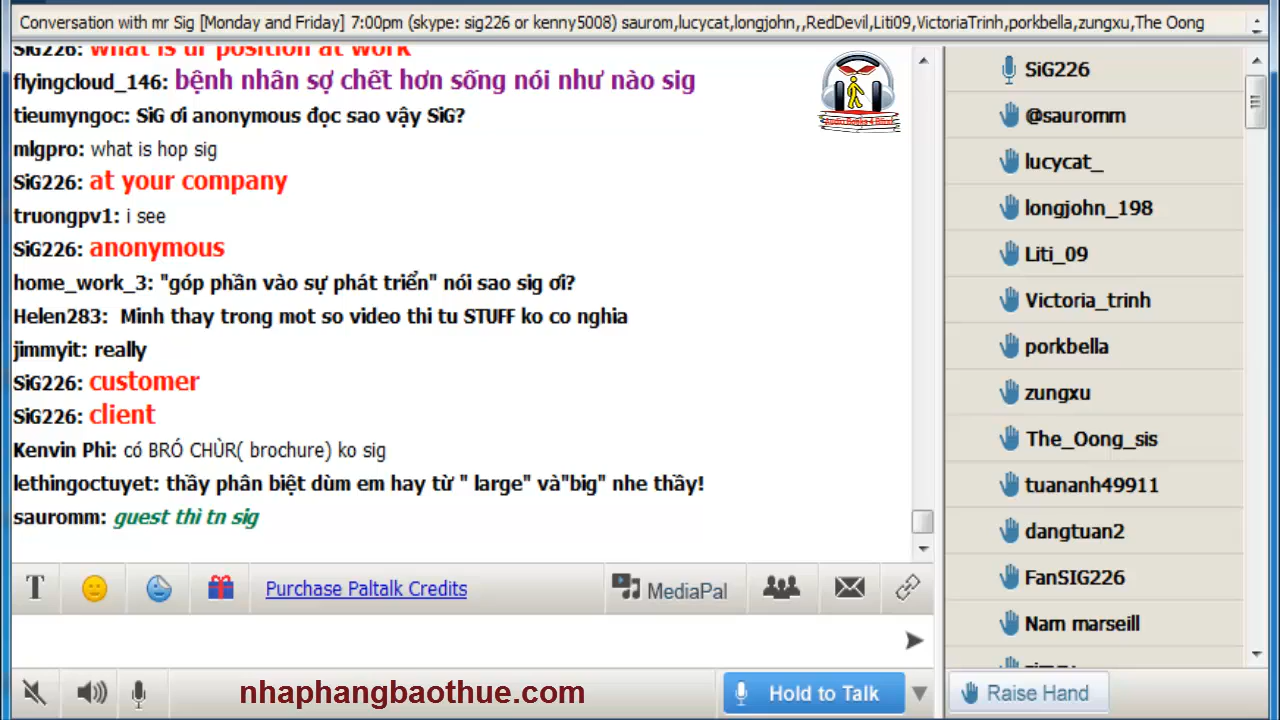 Conversation with mr Sig [Monday and Friday] 7:00pm (skype: sig226 or kenny5008) saurom,lucycat,longjohn,,RedDevil,Liti09,VictoriaTrinh,porkbella,zungxu,The Oong
SiG226: what is ur position at work
flyingcloud_146: bệnh nhân sợ chết hơn sống nói như nào sig
tieumyngoc: SiG ơi anonymous đọc sao vậy SiG?
mlgpro: what is hop sig
SiG226: at your company
truongpv1: i see
SiG226: anonymous
home_work_3: "góp phần vào sự phát triển" nói sao sig ơi?
Helen283: Minh thay trong mot so video thi tu STUFF ko co nghia
jimmyit: really
SiG226: customer
SiG226: client
Kenvin Phi: có BRÓ CHÙR( brochure) ko sig
lethingoctuyet: thầy phân biệt dùm em hay từ " large" và"big" nhe thầy!
sauromm: guest thì tn sig
T
Purchase Paltalk Credits
MediaPal
nhaphangbaothue.com
Hold to Talk
SiG226
@sauromm
lucycat_
longjohn_198
Liti_09
Victoria_trinh
porkbella
zungxu
The_Oong_sis
tuananh49911
dangtuan2
FanSIG226
Nam marseill
Raise Hand